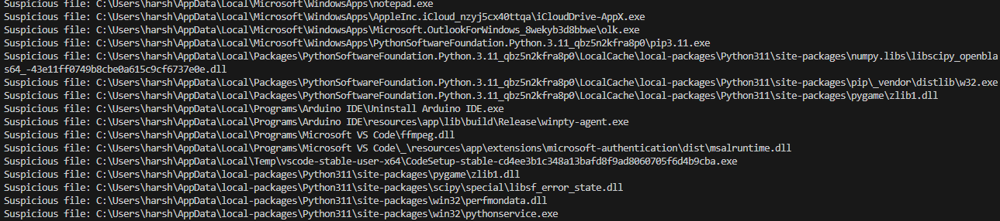 Suspicious file: C:\Users\harsh\AppData\Local\Microsoft\WindowsApps\notepad.exe
Suspicious file: C:\Users\harsh\AppData\Local\Microsoft\WindowsApps\AppleInc.iCloud_nzyj5cx40ttqa\iCloudDrive-AppX.exe
Suspicious file: C:\Users\harsh\AppData\Local\Microsoft\WindowsApps\Microsoft.OutlookForWindows_8wekyb3d8bbwe\olk.exe
Suspicious file: C:\Users\harsh\AppData\Local\Microsoft\WindowsApps\PythonSoftwareFoundation.Python.3.11_qbz5n2kfra8p0\pip3.11.exe
Suspicious file: C:\Users\harsh\AppData\Local\Packages\PythonSoftwareFoundation.Python.3.11_qbz5n2kfra8p0\LocalCache\local-packages\Python311\site-packages\numpy.libs\libscipy_openbl
as64_-43e11ff0749b8cbe0a615c9cf6737e0e.dll
Suspicious file: C:\Users\harsh\AppData\Local\Packages\PythonSoftwareFoundation.Python.3.11_qbz5n2kfra8p0\LocalCache\local-packages\Python311\site-packages\pip\_vendor\distlib\w32.exe
Suspicious file: C:\Users\harsh\AppData\Local\Packages\PythonSoftwareFoundation.Python.3.11_qbz5n2kfra8p0\LocalCache\local-packages\Python311\site-packages\pygame\zlib1.dll
Suspicious file: C:\Users\harsh\AppData\Local\Programs\Arduino IDE\Uninstall Arduino IDE.exe
Suspicious file: C:\Users\harsh\AppData\Local\Programs\Arduino IDE\resources\app\lib\build\Release\winpty-agent.exe
Suspicious file: C:\Users\harsh\AppData\Local\Programs\Microsoft VS Code\ffmpeg.dll
Suspicious file: C:\Users\harsh\AppData\Local\Programs\Microsoft VS Code\_\resources\app\extensions\microsoft-authentication\dist\msalruntime.dll
Suspicious file: C:\Users\harsh\AppData\Local\Temp\vscode-stable-user-x64\CodeSetup-stable-cd4ee3b1c348a13bafd8f9ad8060705f6d4b9cba.exe
Suspicious file: C:\Users\harsh\AppData\local-packages\Python311\site-packages\pygame\zlib1.dll
Suspicious file: C:\Users\harsh\AppData\local-packages\Python311\site-packages\scipy\special\libsf_error_state.dll
Suspicious file: C:\Users\harsh\AppData\local-packages\Python311\site-packages\win32\perfmondata.dll
Suspicious file: C:\Users\harsh\AppData\local-packages\Python311\site-packages\win32\pythonservice.exe